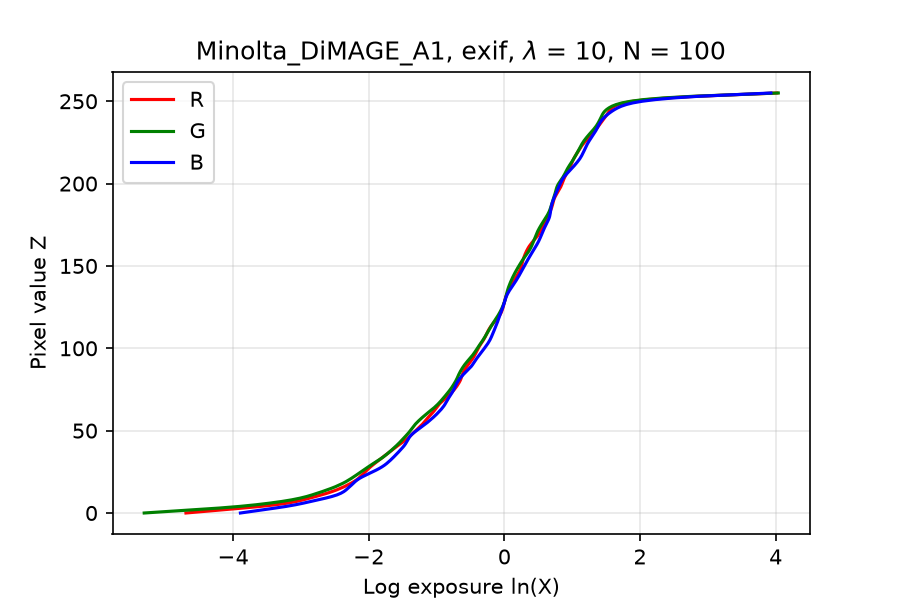 Minolta_DiMAGE_A1, exif, λ = 10, N = 100
R
G
B
250
200
150
100
50
0
Pixel value Z
−4
−2
0
2
4
Log exposure ln(X)